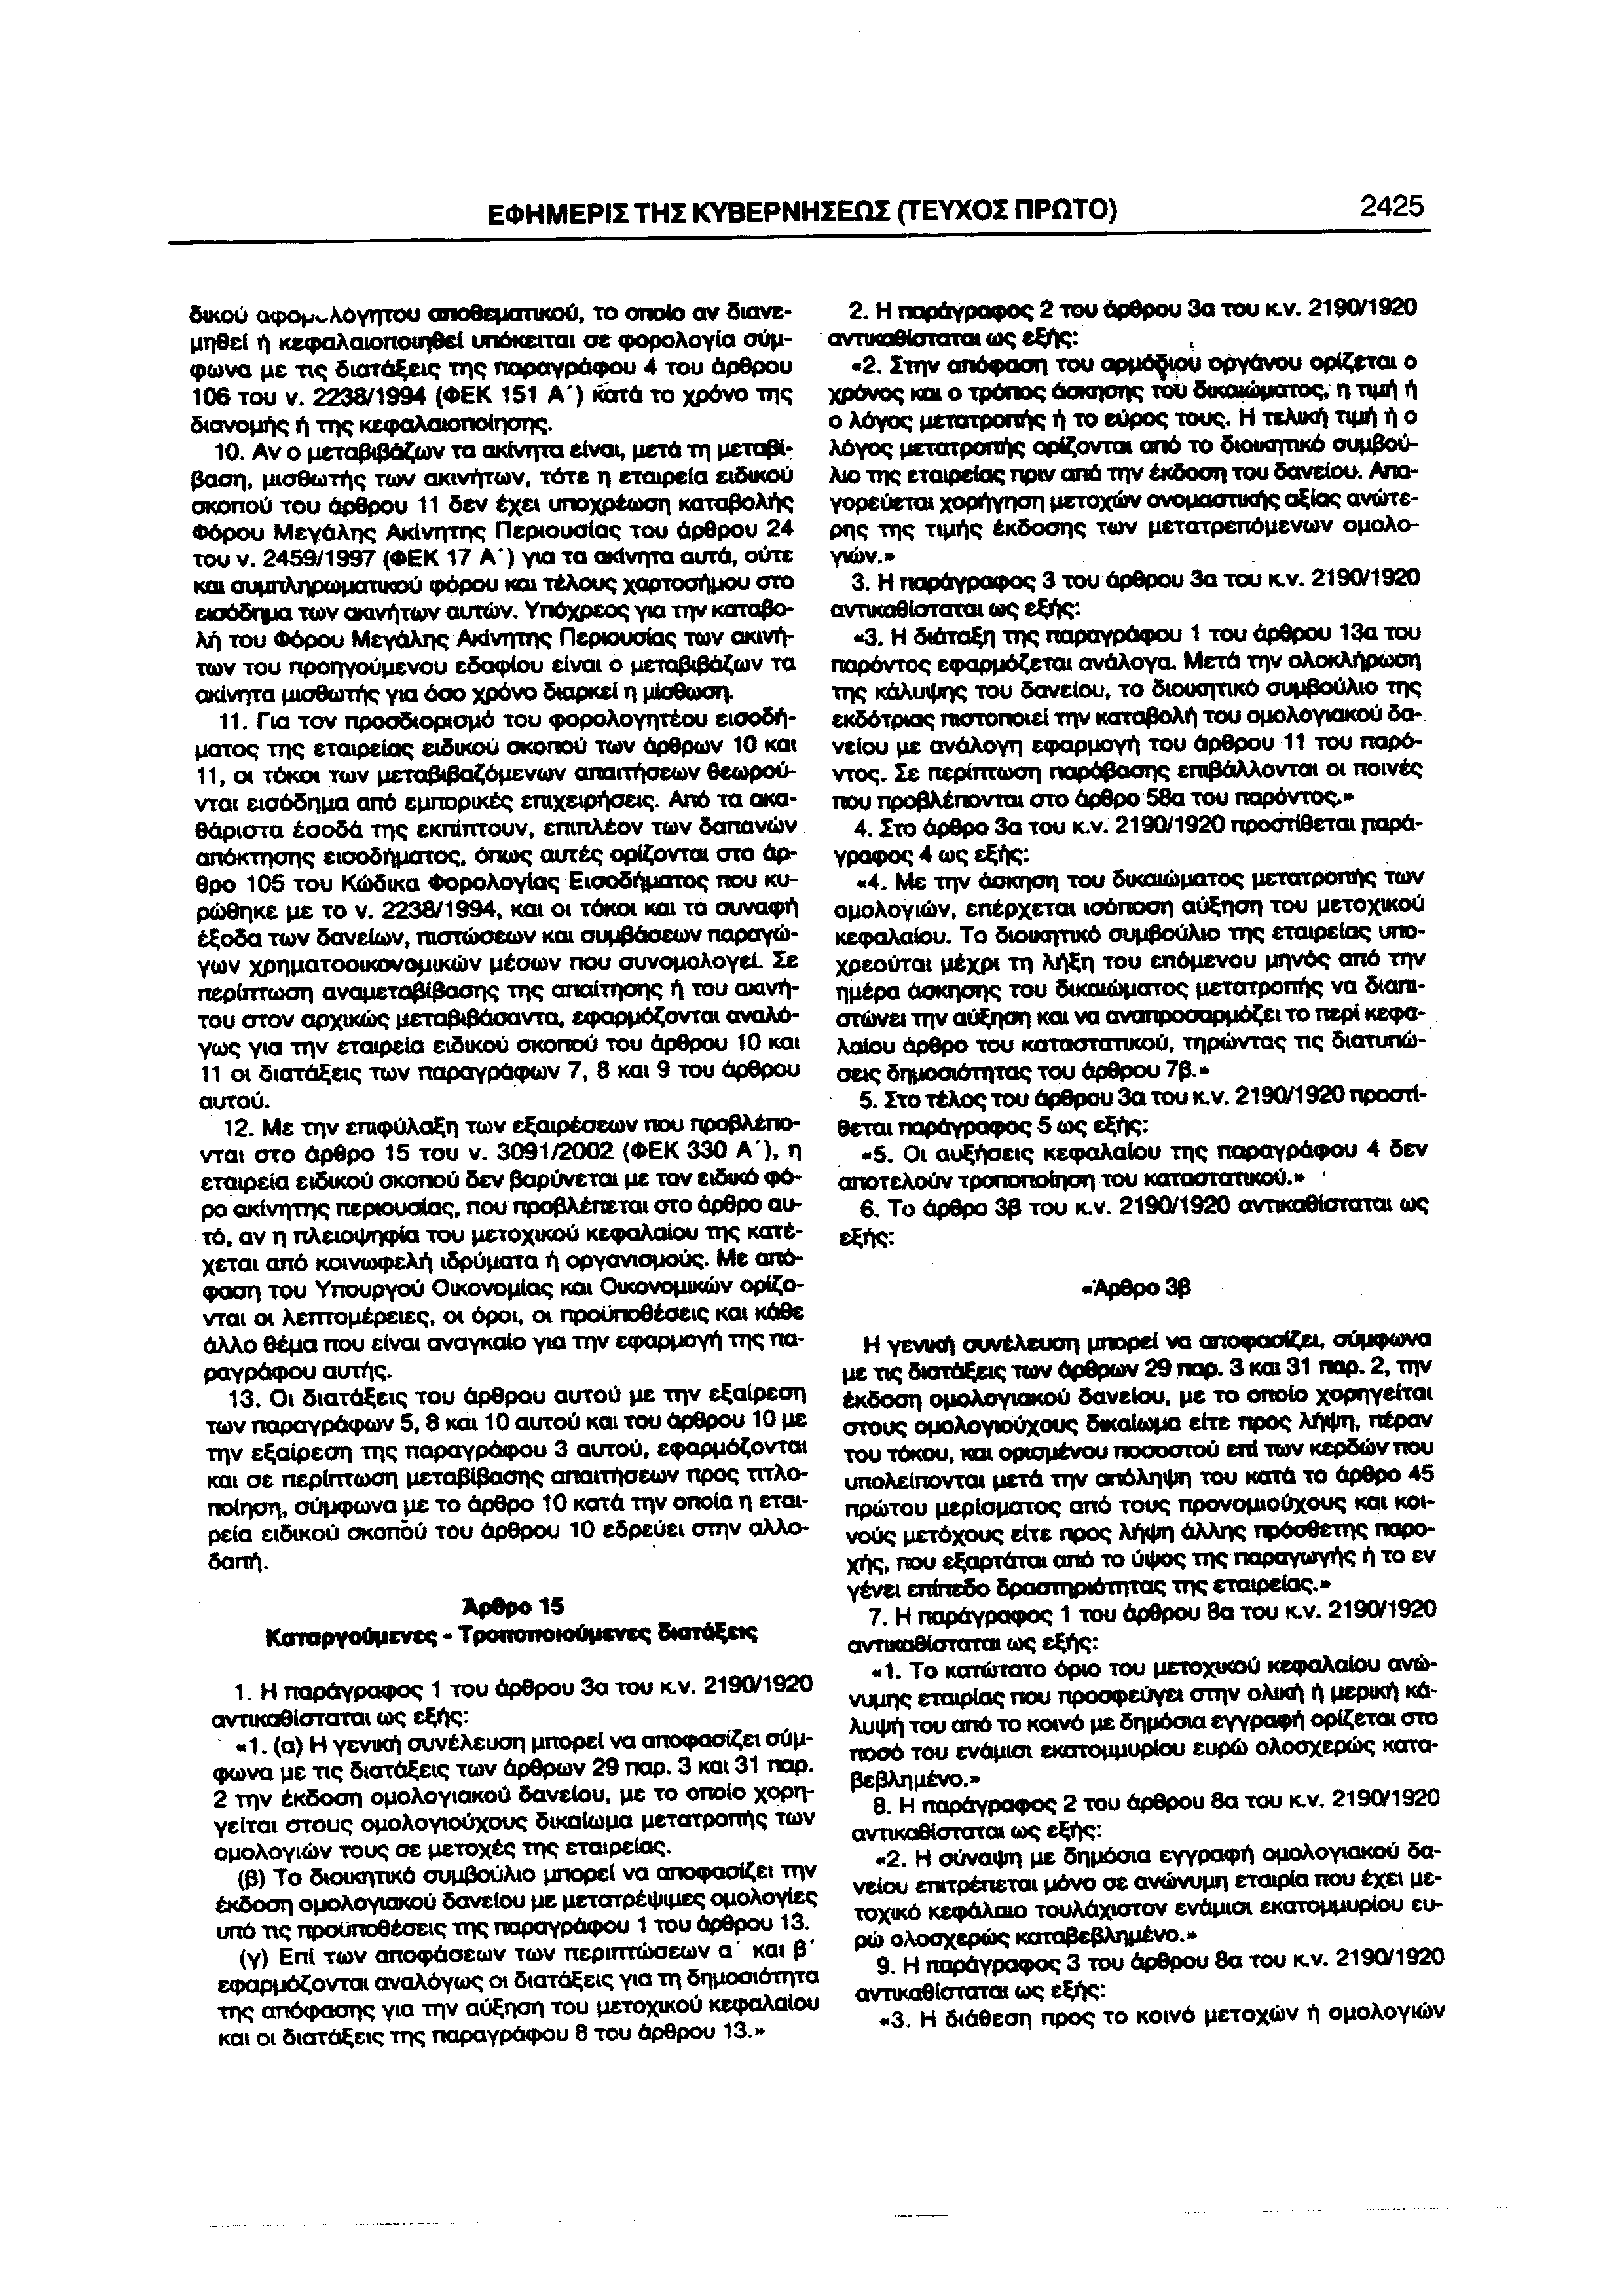 ΕΦΗΜΕΡΙΣ ΤΗΣ ΚΥΒΕΡΝΗΣΕΩΣ (ΤΕΥΧΟΣ ΠΡΩΤΟ)
2425
δικού αφορολόγητου αποθεματικού, το οποίο αν διανε-
μηθεί ή κεφαλαιοποιηθεί υπόκειται σε φορολογία σύμ-
φωνα με τις διατάξεις της παραγράφου 4 του άρθρου
106 του ν. 2238/1994 (ΦΕΚ 151 Α΄) κατά το χρόνο της
διανομής ή της κεφαλαιοποίησης.
10. Αν ο μεταβιβάζων τα ακίνητα είναι, μετά τη μεταβί-
βαση, μισθωτής των ακινήτων, τότε η εταιρεία ειδικού
σκοπού του άρθρου 11 δεν έχει υποχρέωση καταβολής
Φόρου Μεγάλης Ακίνητης Περιουσίας του άρθρου 24
του ν. 2459/1997 (ΦΕΚ 17 Α΄) για τα ακίνητα αυτά, ούτε
και συμπληρωματικού φόρου και τέλους χαρτοσήμου στο
εισόδημα των ακινήτων αυτών. Υπόχρεος για την καταβο-
λή του Φόρου Μεγάλης Ακίνητης Περιουσίας των ακινή-
των του προηγούμενου εδαφίου είναι ο μεταβιβάζων τα
ακίνητα μισθωτής για όσο χρόνο διαρκεί η μίσθωση.
11. Για τον προσδιορισμό του φορολογητέου εισοδή-
ματος της εταιρείας ειδικού σκοπού των άρθρων 10 και
11, οι τόκοι των μεταβιβαζόμενων απαιτήσεων θεωρού-
νται εισόδημα από εμπορικές επιχειρήσεις. Από τα ακα-
θάριστα έσοδά της εκπίπτουν, επιπλέον των δαπανών
απόκτησης εισοδήματος, όπως αυτές ορίζονται στο άρ-
θρο 105 του Κώδικα Φορολογίας Εισοδήματος που κυ-
ρώθηκε με το ν. 2238/1994, και οι τόκοι και τα συναφή
έξοδα των δανείων, πιστώσεων και συμβάσεων παραγώ-
γων χρηματοοικονομικών μέσων που συνομολογεί. Σε
περίπτωση αναμεταβίβασης της απαίτησης ή του ακινή-
του στον αρχικώς μεταβιβάσαντα, εφαρμόζονται αναλό-
γως για την εταιρεία ειδικού σκοπού του άρθρου 10 και
11 οι διατάξεις των παραγράφων 7, 8 και 9 του άρθρου
αυτού.
12. Με την επιφύλαξη των εξαιρέσεων που προβλέπο-
νται στο άρθρο 15 του ν. 3091/2002 (ΦΕΚ 330 Α΄), η
εταιρεία ειδικού σκοπού δεν βαρύνεται με τον ειδικό φό-
ρο ακίνητης περιουσίας, που προβλέπεται στο άρθρο αυ-
τό, αν η πλειοψηφία του μετοχικού κεφαλαίου της κατέ-
χεται από κοινωφελή ιδρύματα ή οργανισμούς. Με από-
φαση του Υπουργού Οικονομίας και Οικονομικών ορίζο-
νται οι λεπτομέρειες, οι όροι, οι προϋποθέσεις και κάθε
άλλο θέμα που είναι αναγκαίο για την εφαρμογή της πα-
ραγράφου αυτής.
13. Οι διατάξεις του άρθρου αυτού με την εξαίρεση
των παραγράφων 5, 8 και 10 αυτού και του άρθρου 10 με
την εξαίρεση της παραγράφου 3 αυτού, εφαρμόζονται
και σε περίπτωση μεταβίβασης απαιτήσεων προς τιτλο-
ποίηση, σύμφωνα με το άρθρο 10 κατά την οποία η εται-
ρεία ειδικού σκοπού του άρθρου 10 εδρεύει στην αλλο-
δαπή.
Άρθρο 15
Καταργούμενες - Τροποποιούμενες διατάξεις
1. Η παράγραφος 1 του άρθρου 3α του κ.ν. 2190/1920
αντικαθίσταται ως εξής:
«1. (α) Η γενική συνέλευση μπορεί να αποφασίζει σύμ-
φωνα με τις διατάξεις των άρθρων 29 παρ. 3 και 31 παρ.
2 την έκδοση ομολογιακού δανείου, με το οποίο χορη-
γείται στους ομολογιούχους δικαίωμα μετατροπής των
ομολογιών τους σε μετοχές της εταιρείας.
(β) Το διοικητικό συμβούλιο μπορεί να αποφασίζει την
έκδοση ομολογιακού δανείου με μετατρέψιμες ομολογίες
υπό τις προϋποθέσεις της παραγράφου 1 του άρθρου 13.
(γ) Επί των αποφάσεων των περιπτώσεων α΄ και β΄
εφαρμόζονται αναλόγως οι διατάξεις για τη δημοσιότητα
της απόφασης για την αύξηση του μετοχικού κεφαλαίου
και οι διατάξεις της παραγράφου 8 του άρθρου 13.»
2. Η παράγραφος 2 του άρθρου 3α του κ.ν. 2190/1920
αντικαθίσταται ως εξής:
«2. Στην απόφαση του αρμόδιου οργάνου ορίζεται ο
χρόνος και ο τρόπος άσκησης του δικαιώματος, η τιμή ή
ο λόγος μετατροπής ή το εύρος τους. Η τελική τιμή ή ο
λόγος μετατροπής ορίζονται από το διοικητικό συμβού-
λιο της εταιρείας πριν από την έκδοση του δανείου. Απα-
γορεύεται χορήγηση μετοχών ονομαστικής αξίας ανώτε-
ρης της τιμής έκδοσης των μετατρεπόμενων ομολο-
γιών.»
3. Η παράγραφος 3 του άρθρου 3α του κ.ν. 2190/1920
αντικαθίσταται ως εξής:
«3. Η διάταξη της παραγράφου 1 του άρθρου 13α του
παρόντος εφαρμόζεται ανάλογα. Μετά την ολοκλήρωση
της κάλυψης του δανείου, το διοικητικό συμβούλιο της
εκδότριας πιστοποιεί την καταβολή του ομολογιακού δα-
νείου με ανάλογη εφαρμογή του άρθρου 11 του παρό-
ντος. Σε περίπτωση παράβασης επιβάλλονται οι ποινές
που προβλέπονται στο άρθρο 58α του παρόντος.»
4. Στο άρθρο 3α του κ.ν. 2190/1920 προστίθεται παρά-
γραφος 4 ως εξής:
«4. Με την άσκηση του δικαιώματος μετατροπής των
ομολογιών, επέρχεται ισόποση αύξηση του μετοχικού
κεφαλαίου. Το διοικητικό συμβούλιο της εταιρείας υπο-
χρεούται μέχρι τη λήξη του επόμενου μηνός από την
ημέρα άσκησης του δικαιώματος μετατροπής να διαπι-
στώνει την αύξηση και να αναπροσαρμόζει το περί κεφα-
λαίου άρθρο του καταστατικού, τηρώντας τις διατυπώ-
σεις δημοσιότητας του άρθρου 7β.»
5. Στο τέλος του άρθρου 3α του κ.ν. 2190/1920 προστί-
θεται παράγραφος 5 ως εξής:
«5. Οι αυξήσεις κεφαλαίου της παραγράφου 4 δεν
αποτελούν τροποποίηση του καταστατικού.»
6. Το άρθρο 3β του κ.ν. 2190/1920 αντικαθίσταται ως
εξής:
«Άρθρο 3β
Η γενική συνέλευση μπορεί να αποφασίζει, σύμφωνα
με τις διατάξεις των άρθρων 29 παρ. 3 και 31 παρ. 2, την
έκδοση ομολογιακού δανείου, με το οποίο χορηγείται
στους ομολογιούχους δικαίωμα είτε προς λήψη, πέραν
του τόκου, και ορισμένου ποσοστού επί των κερδών που
υπολείπονται μετά την απόληψη του κατά το άρθρο 45
πρώτου μερίσματος από τους προνομιούχους και κοι-
νούς μετόχους είτε προς λήψη άλλης πρόσθετης παρο-
χής, που εξαρτάται από το ύψος της παραγωγής ή το εν
γένει επίπεδο δραστηριότητας της εταιρείας.»
7. Η παράγραφος 1 του άρθρου 8α του κ.ν. 2190/1920
αντικαθίσταται ως εξής:
«1. Το κατώτατο όριο του μετοχικού κεφαλαίου ανώ-
νυμης εταιρίας που προσφεύγει στην ολική ή μερική κά-
λυψή του από το κοινό με δημόσια εγγραφή ορίζεται στο
ποσό του ενάμισι εκατομμυρίου ευρώ ολοσχερώς κατα-
βεβλημένο.»
8. Η παράγραφος 2 του άρθρου 8α του κ.ν. 2190/1920
αντικαθίσταται ως εξής:
«2. Η σύναψη με δημόσια εγγραφή ομολογιακού δα-
νείου επιτρέπεται μόνο σε ανώνυμη εταιρία που έχει με-
τοχικό κεφάλαιο τουλάχιστον ενάμισι εκατομμυρίου ευ-
ρώ ολοσχερώς καταβεβλημένο.»
9. Η παράγραφος 3 του άρθρου 8α του κ.ν. 2190/1920
αντικαθίσταται ως εξής:
«3. Η διάθεση προς το κοινό μετοχών ή ομολογιών